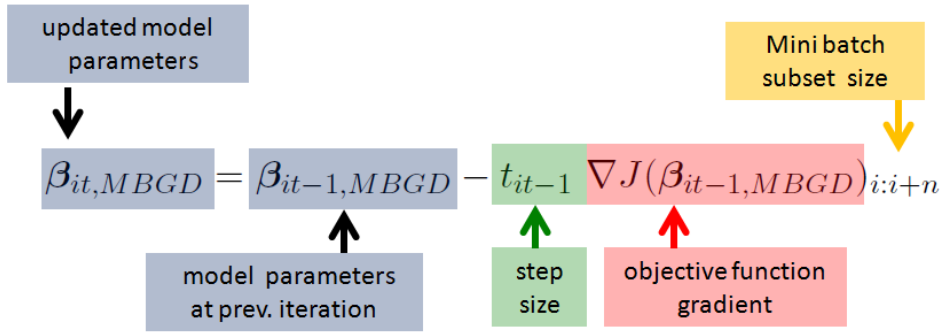 updated model
parameters
Mini batch
subset size
β_{it,MBGD} = β_{it−1,MBGD} − t_{it−1} ∇J(β_{it−1,MBGD})_{i:i+n}
model parameters
at prev. iteration
step
size
objective function
gradient